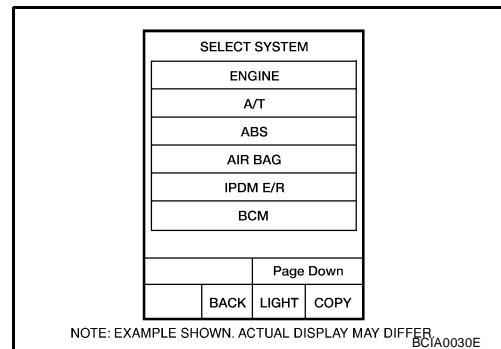 SELECT SYSTEM
ENGINE
A/T
ABS
AIR BAG
IPDM E/R
BCM
Page Down
BACK LIGHT COPY
NOTE: EXAMPLE SHOWN. ACTUAL DISPLAY MAY DIFFER.
BCIA0030E